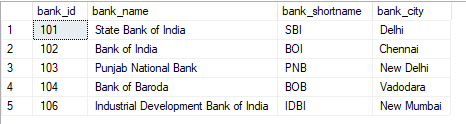 bank_id bank_name bank_shortname bank_city
1 101 State Bank of India SBI Delhi
2 102 Bank of India BOI Chennai
3 103 Punjab National Bank PNB New Delhi
4 104 Bank of Baroda BOB Vadodara
5 106 Industrial Development Bank of India IDBI New Mumbai